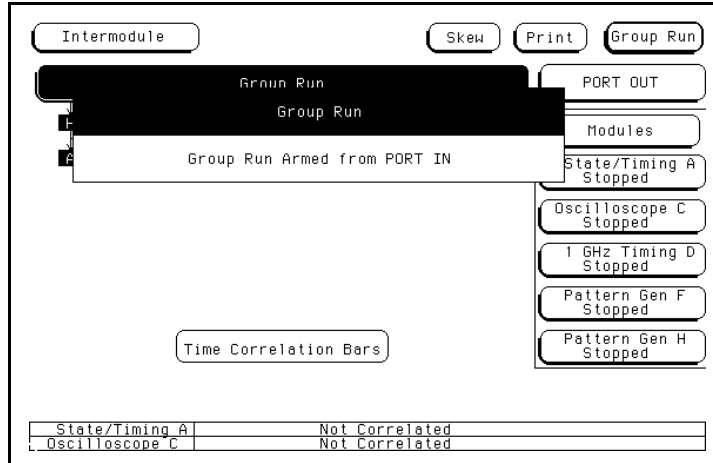 Intermodule
Skew
Print
Group Run
Group Run
PORT OUT
Group Run
Modules
Group Run Armed from PORT IN
State/Timing A
Stopped
Oscilloscope C
Stopped
1 GHz Timing D
Stopped
Pattern Gen F
Stopped
Pattern Gen H
Stopped
Time Correlation Bars
State/Timing A Not Correlated
Oscilloscope C Not Correlated